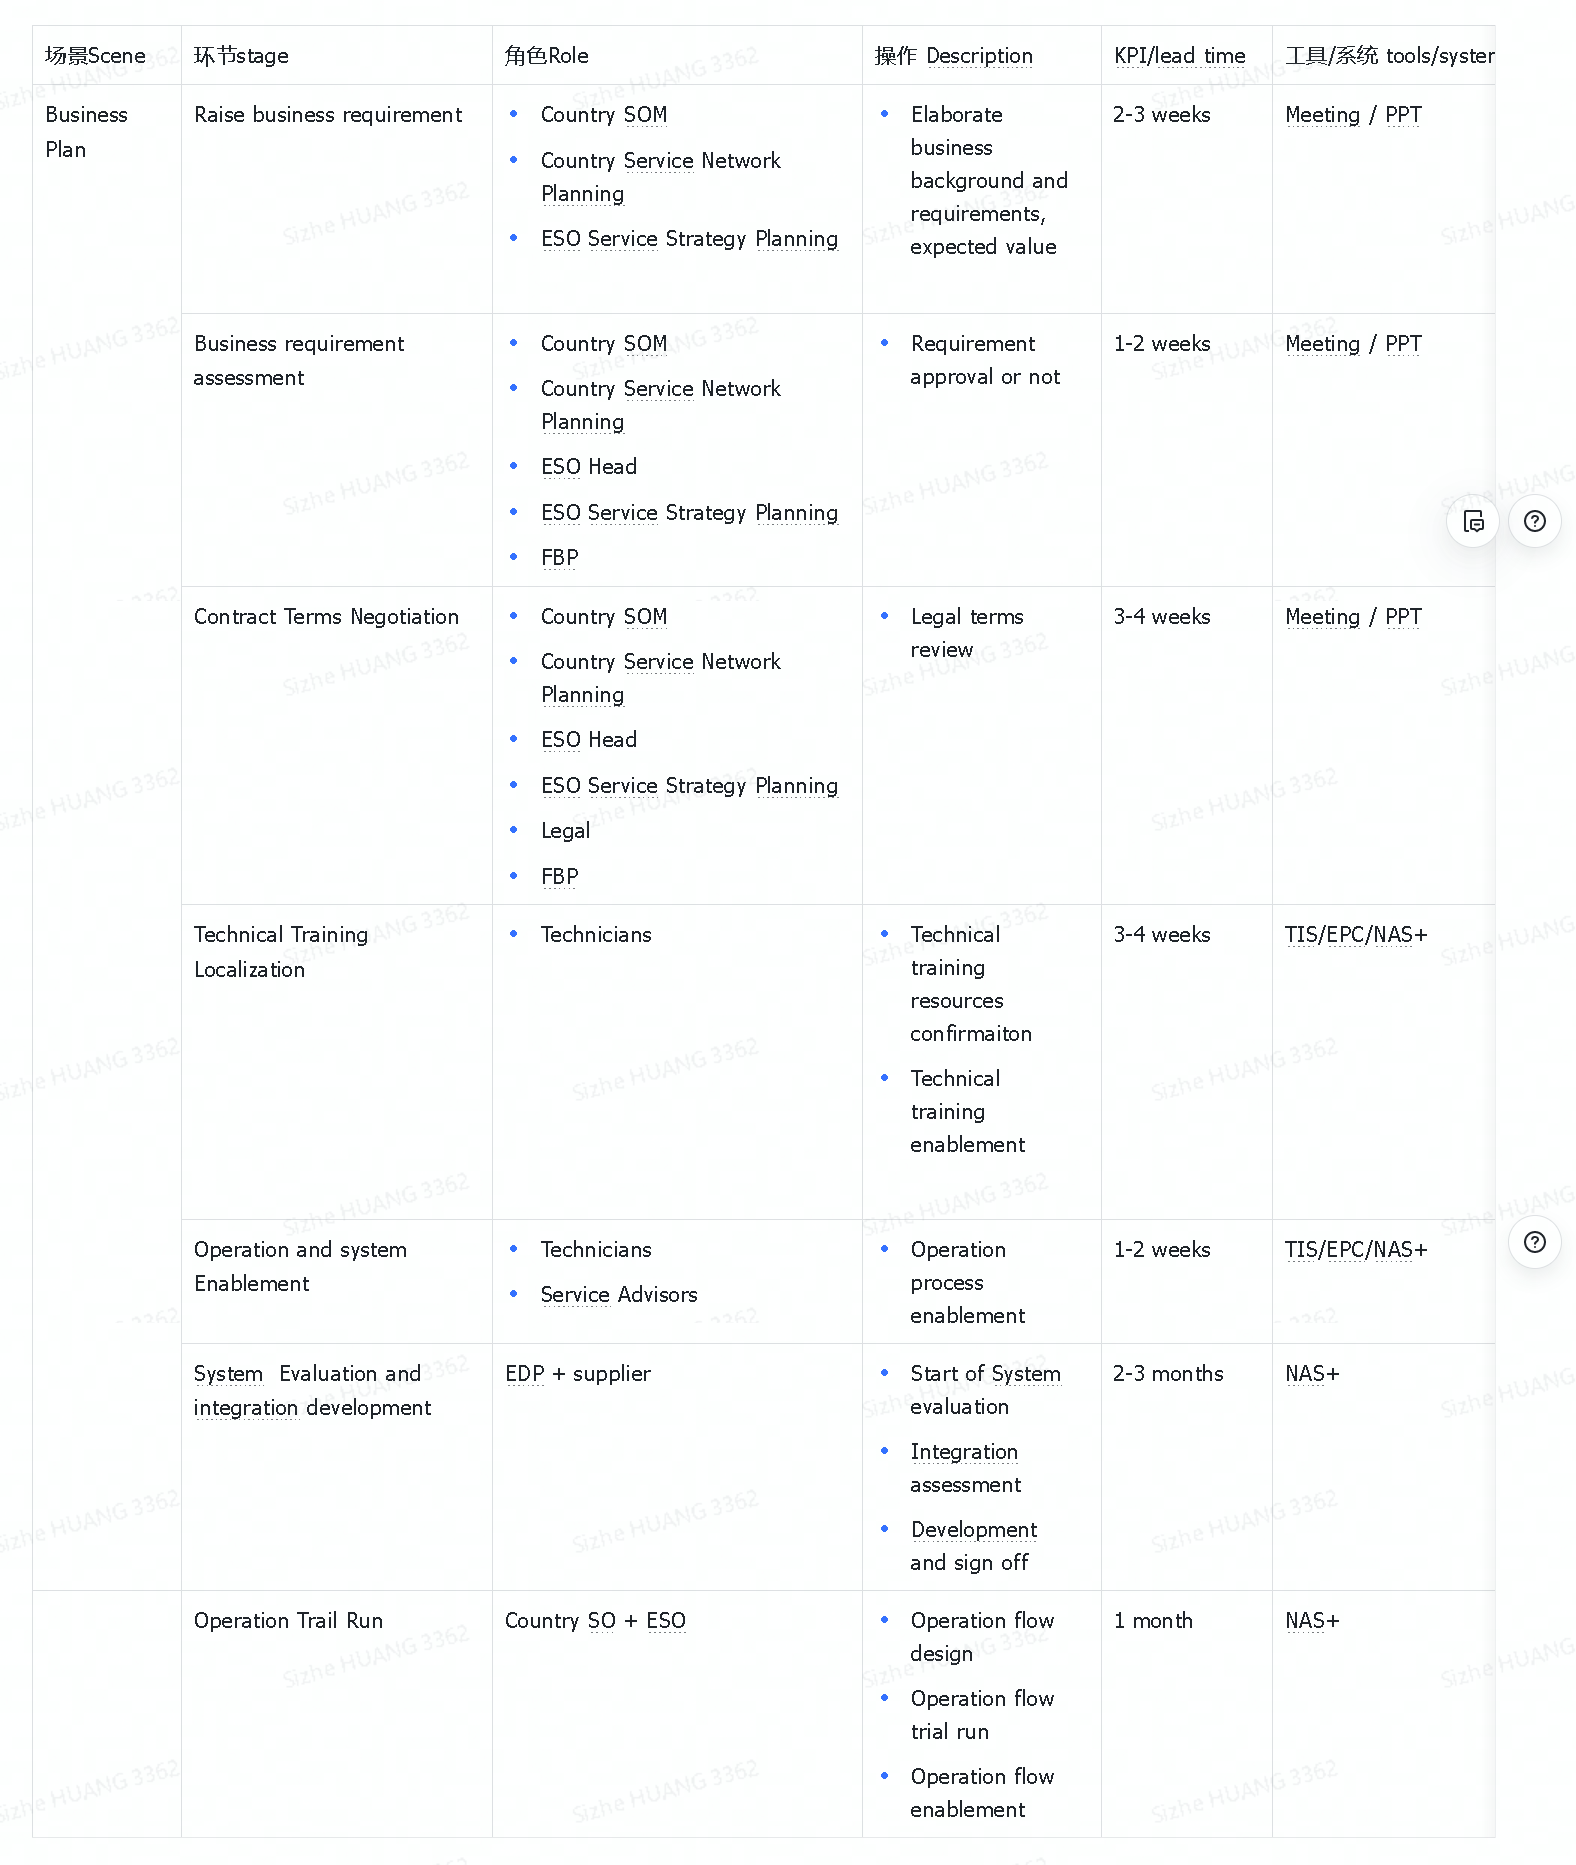 场景Scene 环节stage 角色Role 操作 Description KPI/lead time 工具/系统 tools/syster
Business
Plan
Raise business requirement
Country SOM
Country Service Network
Planning
ESO Service Strategy Planning
Elaborate
business
background and
requirements,
expected value
2-3 weeks
Meeting / PPT
Business requirement
assessment
Country SOM
Country Service Network
Planning
ESO Head
ESO Service Strategy Planning
FBP
Requirement
approval or not
1-2 weeks
Meeting / PPT
Contract Terms Negotiation
Country SOM
Country Service Network
Planning
ESO Head
ESO Service Strategy Planning
Legal
FBP
Legal terms
review
3-4 weeks
Meeting / PPT
Technical Training
Localization
Technicians
Technical
training
resources
confirmaiton
Technical
training
enablement
3-4 weeks
TIS/EPC/NAS+
Operation and system
Enablement
Technicians
Service Advisors
Operation
process
enablement
1-2 weeks
TIS/EPC/NAS+
System Evaluation and
integration development
EDP + supplier
Start of System
evaluation
Integration
assessment
Development
and sign off
2-3 months
NAS+
Operation Trail Run
Country SO + ESO
Operation flow
design
Operation flow
trial run
Operation flow
enablement
1 month
NAS+
Sizhe HUANG 3362